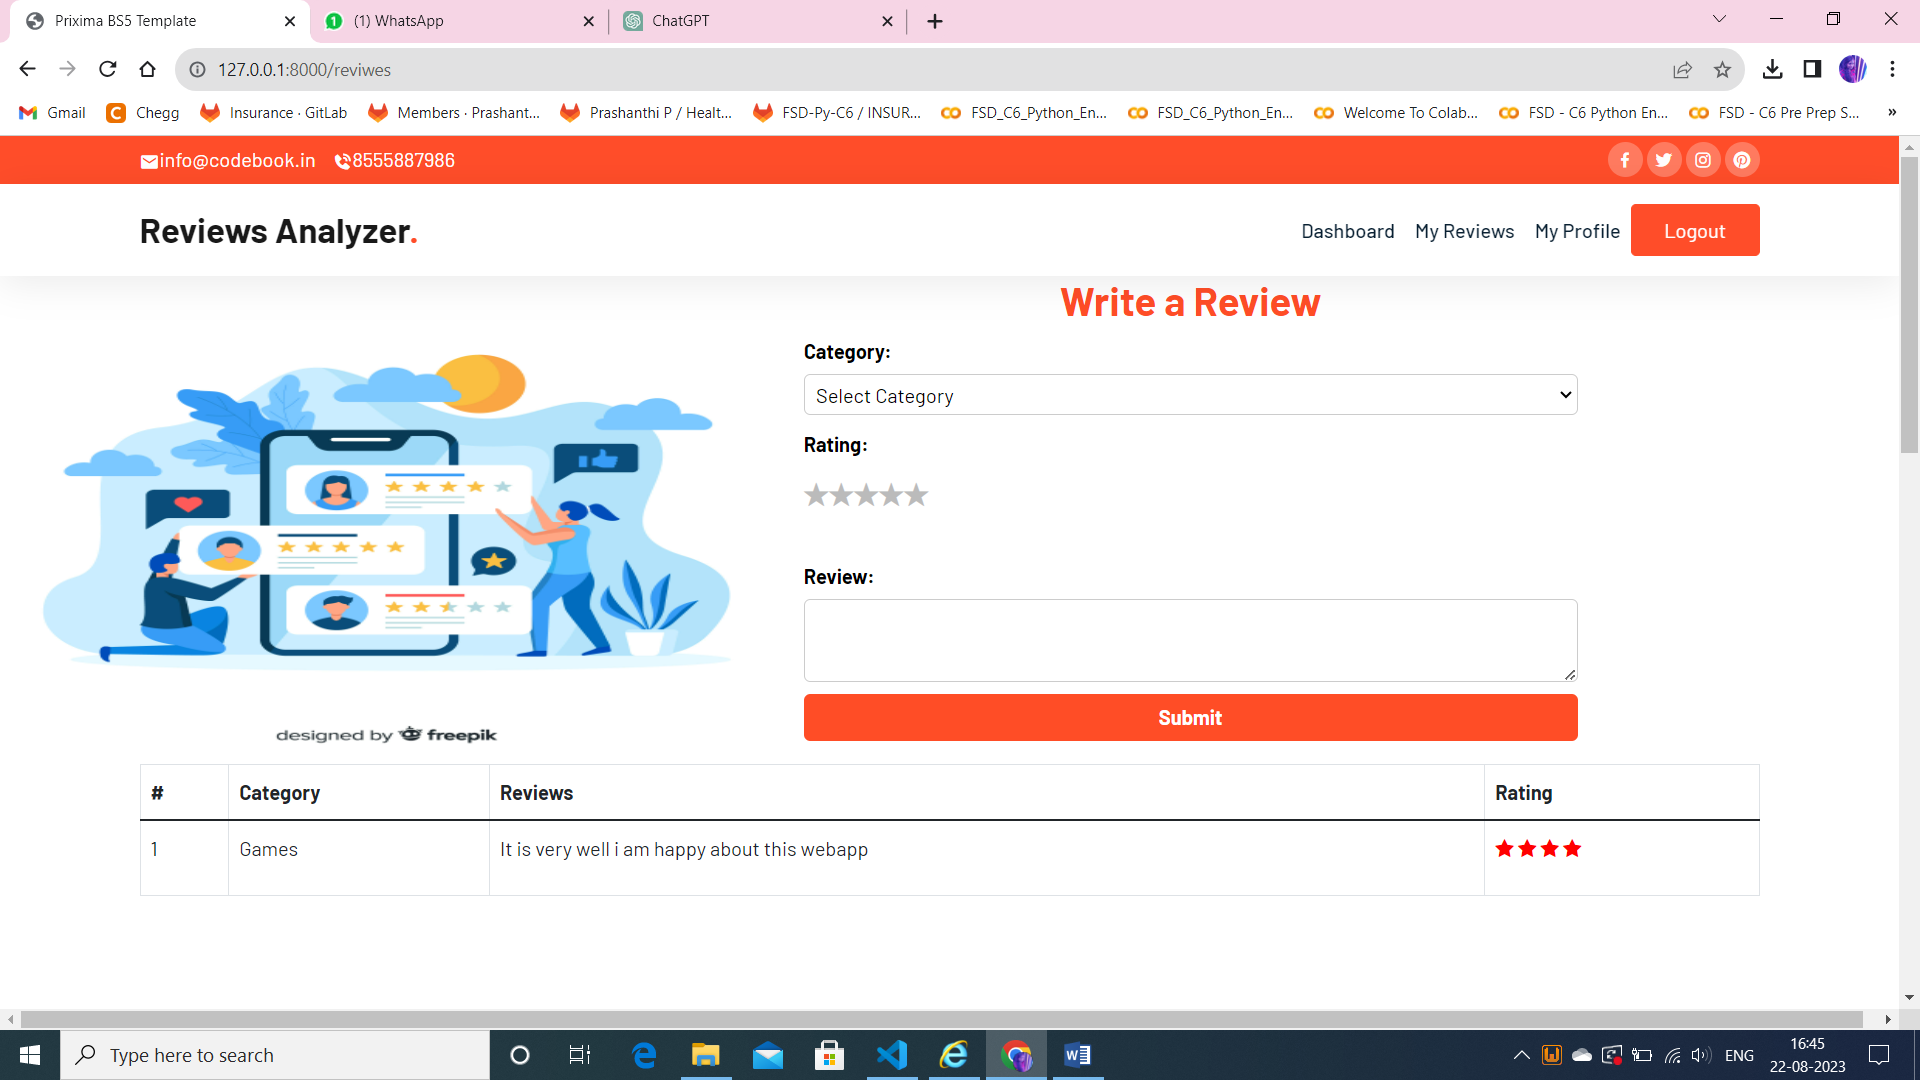 Prixima BS5 Template
(1) WhatsApp
ChatGPT
127.0.0.1:8000/reviwes
Gmail
Chegg
Insurance · GitLab
Members · Prashant...
Prashanthi P / Healt...
FSD-Py-C6 / INSUR...
FSD_C6_Python_En...
FSD_C6_Python_En...
Welcome To Colab...
FSD - C6 Python En...
FSD - C6 Pre Prep S...
»
info@codebook.in 8555887986
Reviews Analyzer.
Dashboard My Reviews My Profile Logout
Write a Review
Category:
Select Category
Rating:
Review:
Submit
designed by freepik
# Category Reviews Rating
1 Games It is very well i am happy about this webapp
Type here to search
ENG
16:45
22-08-2023